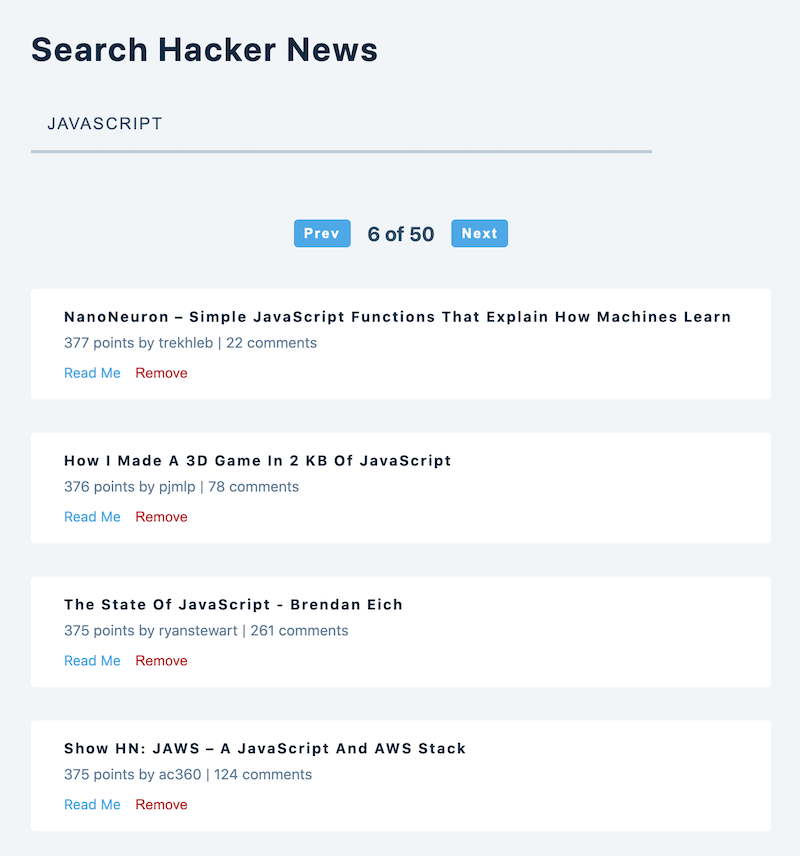 Search Hacker News
JAVASCRIPT
Prev 6 of 50 Next
NanoNeuron – Simple JavaScript Functions That Explain How Machines Learn
377 points by trekhleb | 22 comments
Read Me Remove
How I Made A 3D Game In 2 KB Of JavaScript
376 points by pjmlp | 78 comments
Read Me Remove
The State Of JavaScript - Brendan Eich
375 points by ryanstewart | 261 comments
Read Me Remove
Show HN: JAWS – A JavaScript And AWS Stack
375 points by ac360 | 124 comments
Read Me Remove